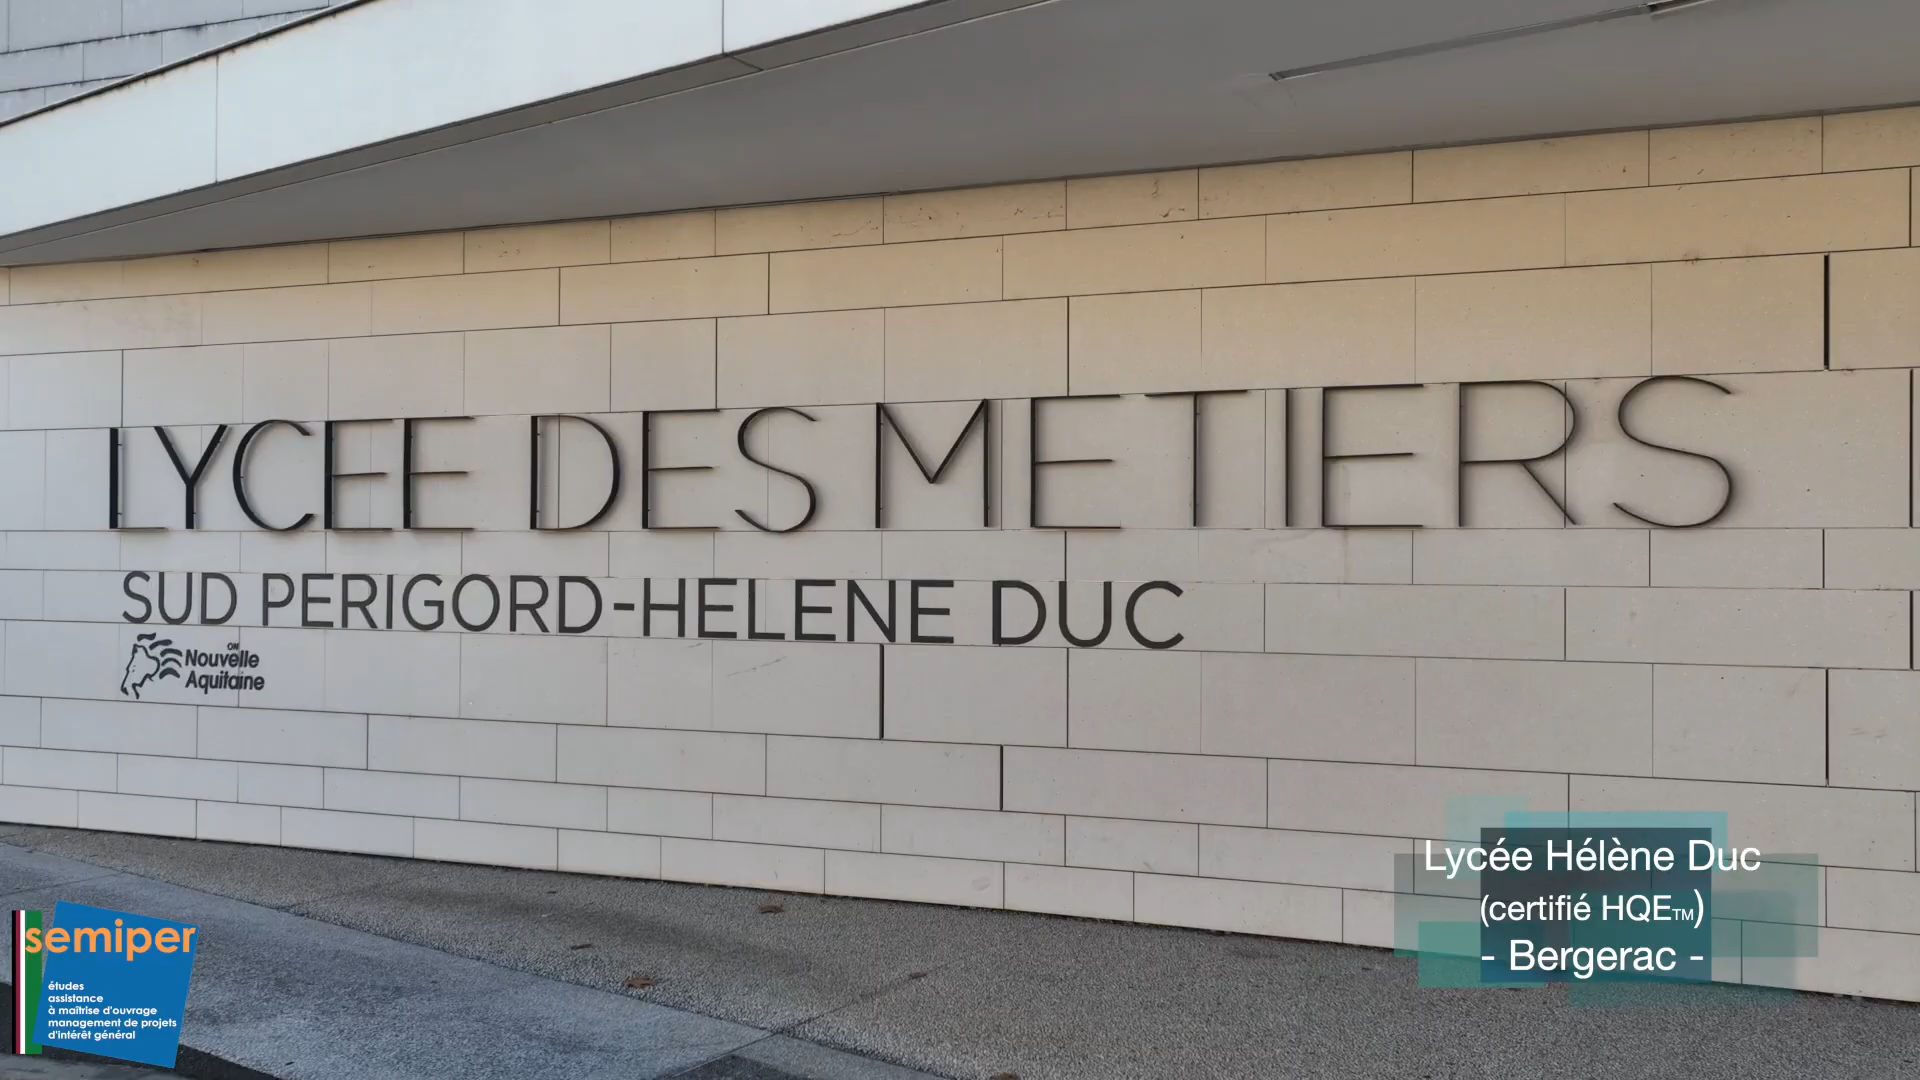 LYCEE DES METIERS
SUD PERIGORD-HELENE DUC
Nouvelle
Aquitaine
Lycée Hélène Duc
(certifié HQE™)
- Bergerac -
semiper
études
assistance
à maîtrise d'ouvrage
management de projets
d'intérêt général